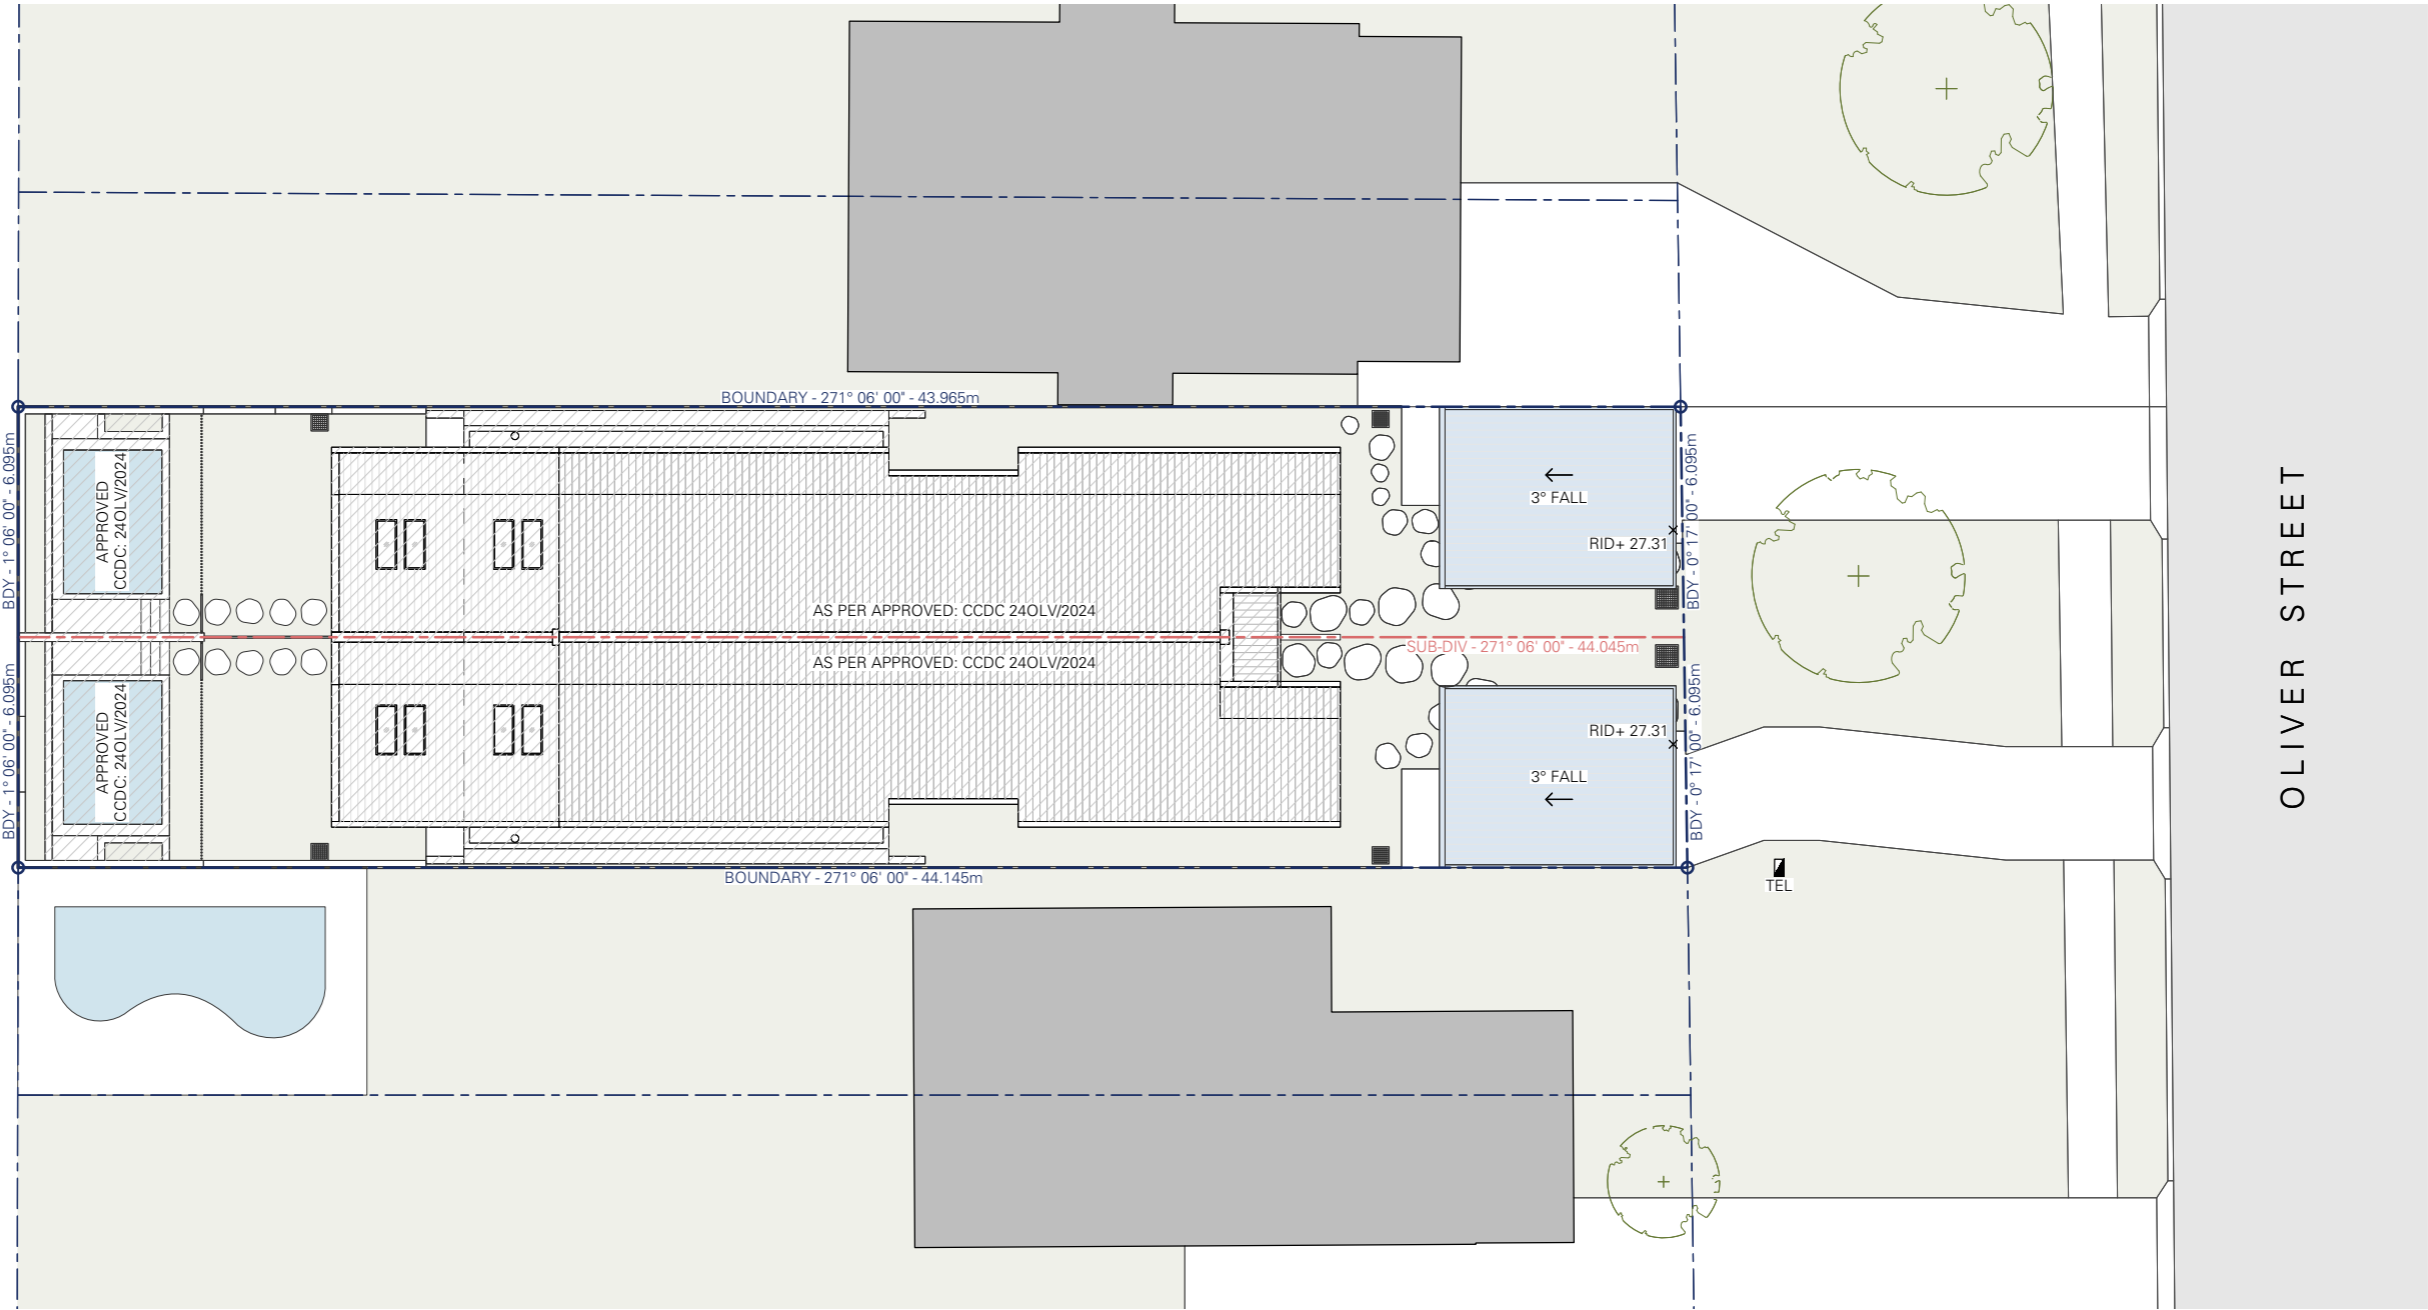 BOUNDARY - 271° 06' 00" - 43.965m
BDY - 1° 06' 00" - 6.095m
APPROVED
CCDC: 24OLV/2024
3° FALL
RID+ 27.31
BDY - 0° 17' 00" - 6.095m
AS PER APPROVED: CCDC 24OLV/2024
SUB-DIV - 271° 06' 00" - 44.045m
AS PER APPROVED: CCDC 24OLV/2024
BDY - 1° 06' 00" - 6.095m
APPROVED
CCDC: 24OLV/2024
RID+ 27.31
3° FALL
BDY - 0° 17' 00" - 6.095m
BOUNDARY - 271° 06' 00" - 44.145m
TEL
OLIVER STREET